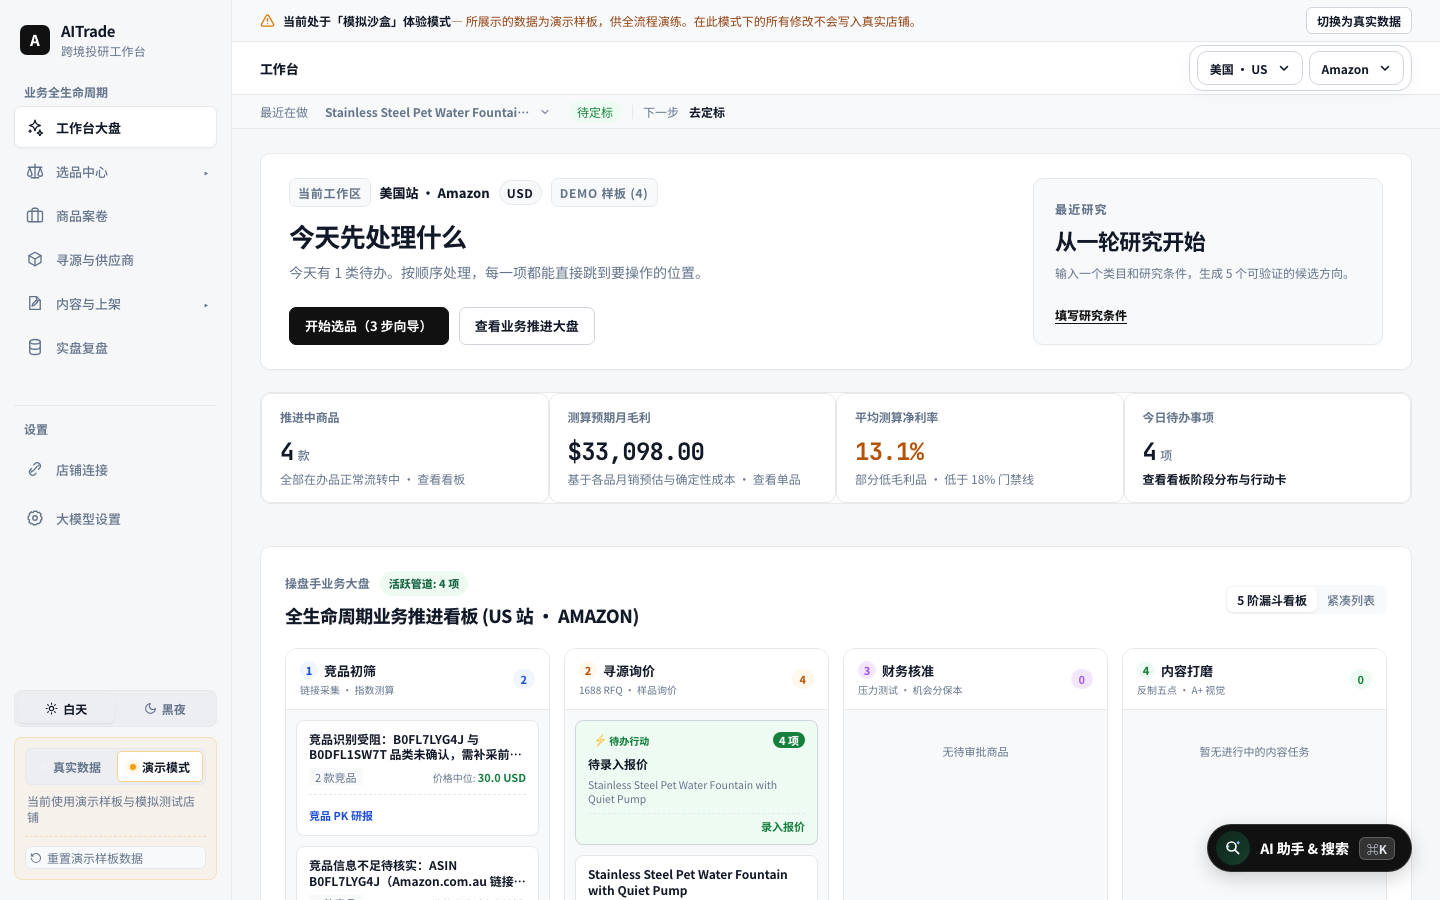 A
AITrade
跨境投研工作台
业务全生命周期
工作台大盘
选品中心
商品案卷
寻源与供应商
内容与上架
实盘复盘
设置
店铺连接
大模型设置
白天
黑夜
真实数据
演示模式
当前使用演示样板与模拟测试店铺
重置演示样板数据
当前处于「模拟沙盒」体验模式— 所展示的数据为演示样板，供全流程演练。在此模式下的所有修改不会写入真实店铺。
切换为真实数据
工作台
美国 · US
Amazon
最近在做
Stainless Steel Pet Water Fountai…
待定标
下一步 去定标
当前工作区
美国站 · Amazon
USD
DEMO 样板 (4)
今天先处理什么
今天有 1 类待办。按顺序处理，每一项都能直接跳到要操作的位置。
开始选品（3 步向导）
查看业务推进大盘
最近研究
从一轮研究开始
输入一个类目和研究条件，生成 5 个可验证的候选方向。
填写研究条件
推进中商品
4 款
全部在办品正常流转中 · 查看看板
测算预期月毛利
$33,098.00
基于各品月销预估与确定性成本 · 查看单品
平均测算净利率
13.1%
部分低毛利品 · 低于 18% 门禁线
今日待办事项
4 项
查看看板阶段分布与行动卡
操盘手业务大盘
活跃管道: 4 项
全生命周期业务推进看板 (US 站 · AMAZON)
5 阶漏斗看板
紧凑列表
1 竞品初筛
链接采集 · 指数测算
2
竞品识别受阻：B0FL7LYG4J 与
B0DFL1SW7T 品类未确认，需补采前…
2 款竞品
价格中位: 30.0 USD
竞品 PK 研报
竞品信息不足待核实：ASIN
B0FL7LYG4J（Amazon.com.au 链接…
2 寻源询价
1688 RFQ · 样品询价
4
⚡ 待办行动
4 项
待录入报价
Stainless Steel Pet Water Fountain with
Quiet Pump
录入报价
Stainless Steel Pet Water Fountain
with Quiet Pump
3 财务核准
压力测试 · 机会分保本
0
无待审批商品
4 内容打磨
反制五点 · A+ 视觉
0
暂无进行中的内容任务
AI 助手 & 搜索
⌘K